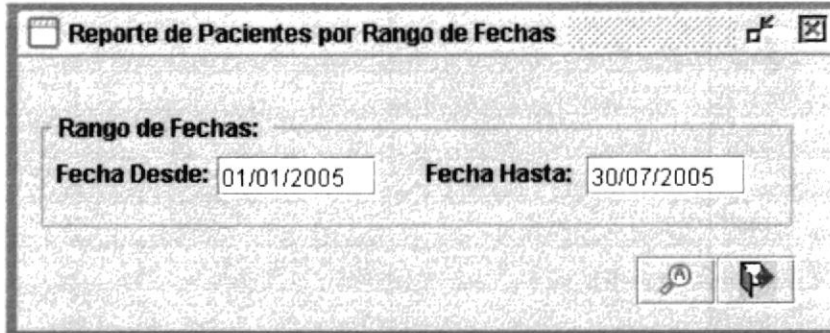 Reporte de Pacientes por Rango de Fechas
Rango de Fechas:
Fecha Desde: 01/01/2005 Fecha Hasta: 30/07/2005